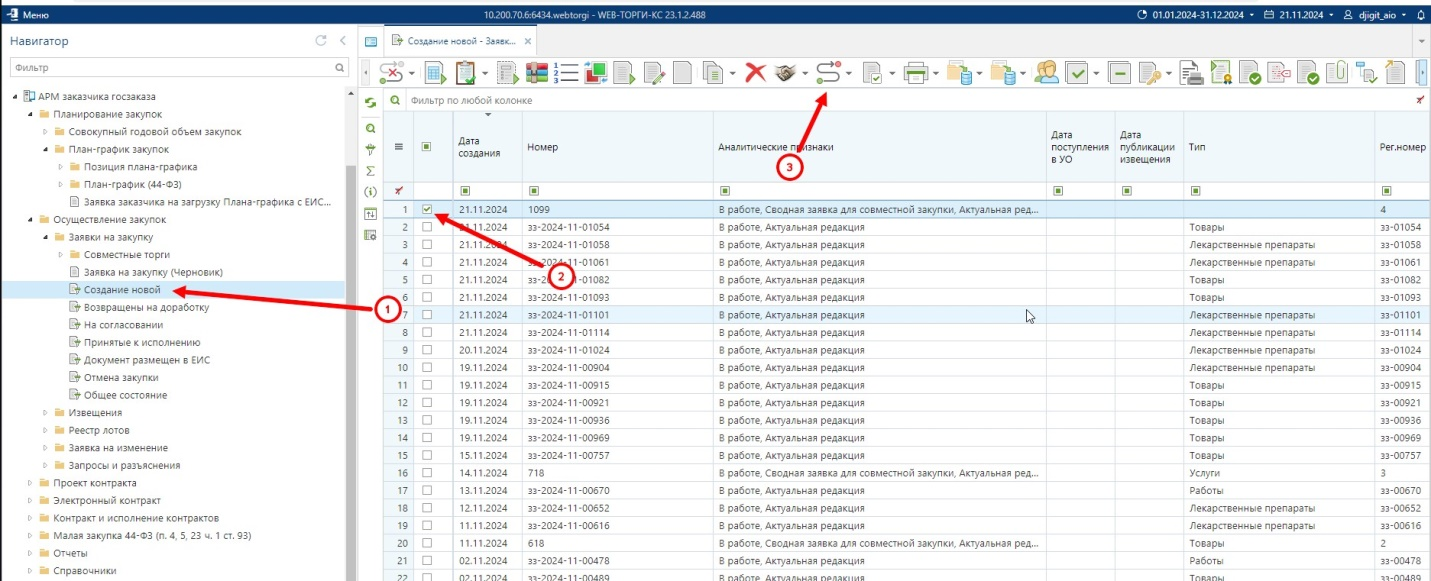 Меню
10.200.70.6:6434.webtorgi - WEB-ТОРГИ-КС 23.1.2.488
01.01.2024-31.12.2024
21.11.2024
djigit_aio
Навигатор
Фильтр
АРМ заказчика госзаказа
Планирование закупок
Совокупный годовой объем закупок
План-график закупок
Позиция плана-графика
План-график (44-ФЗ)
Заявка заказчика на загрузку Плана-графика с ЕИС...
Осуществление закупок
Заявки на закупку
Совместные торги
Заявка на закупку (Черновик)
Создание новой
Возвращены на доработку
На согласовании
Принятые к исполнению
Документ размещен в ЕИС
Отмена закупки
Общее состояние
Извещения
Реестр лотов
Заявка на изменение
Запросы и разъяснения
Проект контракта
Электронный контракт
Контракт и исполнение контрактов
Малая закупка 44-ФЗ (п. 4, 5, 23 ч. 1 ст. 93)
Отчеты
Справочники
1
Создание новой - Заявк...
Фильтр по любой колонке
3
Дата создания Номер Аналитические признаки Дата поступления в УО Дата публикации извещения Тип Рег.номер
1 21.11.2024 1099 В работе, Сводная заявка для совместной закупки, Актуальная ред... 4
2 21.11.2024 зз-2024-11-01054 В работе, Актуальная редакция Товары зз-01054
3 21.11.2024 зз-2024-11-01058 В работе, Актуальная редакция Лекарственные препараты зз-01058
4 21.11.2024 зз-2024-11-01061 В работе, Актуальная редакция Лекарственные препараты зз-01061
2
5 21.11.2024 зз-2024-11-01082 В работе, Актуальная редакция Товары зз-01082
6 21.11.2024 зз-2024-11-01093 В работе, Актуальная редакция Товары зз-01093
7 21.11.2024 зз-2024-11-01101 В работе, Актуальная редакция Лекарственные препараты зз-01101
8 21.11.2024 зз-2024-11-01114 В работе, Актуальная редакция Лекарственные препараты зз-01114
9 20.11.2024 зз-2024-11-01024 В работе, Актуальная редакция Лекарственные препараты зз-01024
10 19.11.2024 зз-2024-11-00904 В работе, Актуальная редакция Лекарственные препараты зз-00904
11 19.11.2024 зз-2024-11-00915 В работе, Актуальная редакция Товары зз-00915
12 19.11.2024 зз-2024-11-00921 В работе, Актуальная редакция Товары зз-00921
13 19.11.2024 зз-2024-11-00936 В работе, Актуальная редакция Товары зз-00936
14 19.11.2024 зз-2024-11-00969 В работе, Актуальная редакция Товары зз-00969
15 15.11.2024 зз-2024-11-00757 В работе, Актуальная редакция Товары зз-00757
16 14.11.2024 718 В работе, Сводная заявка для совместной закупки, Актуальная ред... Услуги 3
17 13.11.2024 зз-2024-11-00670 В работе, Актуальная редакция Работы зз-00670
18 12.11.2024 зз-2024-11-00652 В работе, Актуальная редакция Лекарственные препараты зз-00652
19 11.11.2024 зз-2024-11-00616 В работе, Актуальная редакция Лекарственные препараты зз-00616
20 11.11.2024 618 В работе, Сводная заявка для совместной закупки, Актуальная ред... Товары 2
21 02.11.2024 зз-2024-11-00478 В работе, Актуальная редакция Работы зз-00478
22 02.11.2024 зз-2024-11-00489 В работе, Актуальная редакция Товары зз-00489